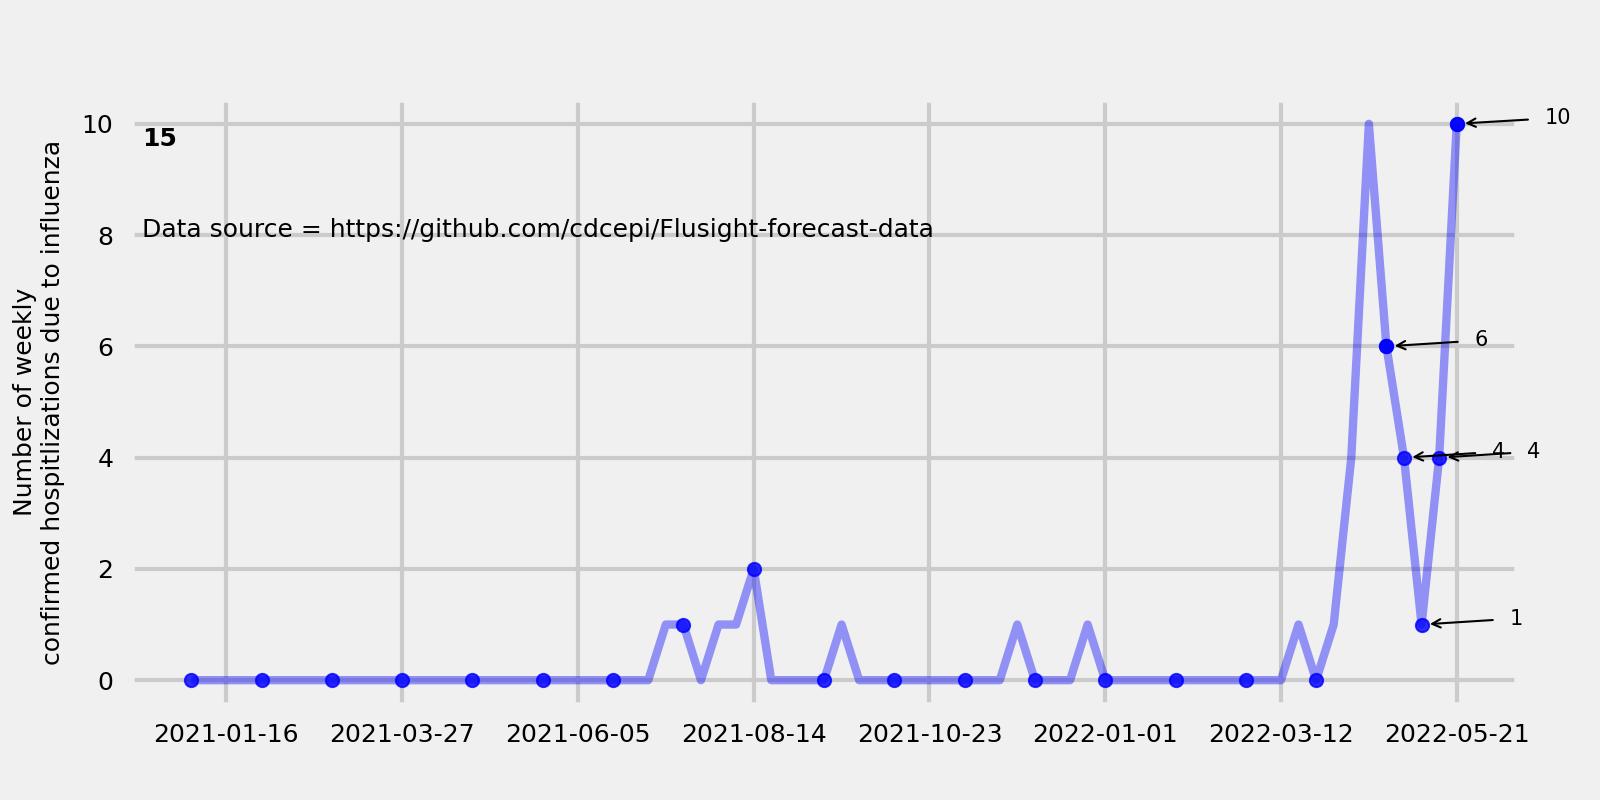 Number of weekly
confirmed hospitlizations due to influenza
10
8
6
4
2
0
15
Data source = https://github.com/cdcepi/Flusight-forecast-data
10
6
4 4
1
2021-01-16 2021-03-27 2021-06-05 2021-08-14 2021-10-23 2022-01-01 2022-03-12 2022-05-21